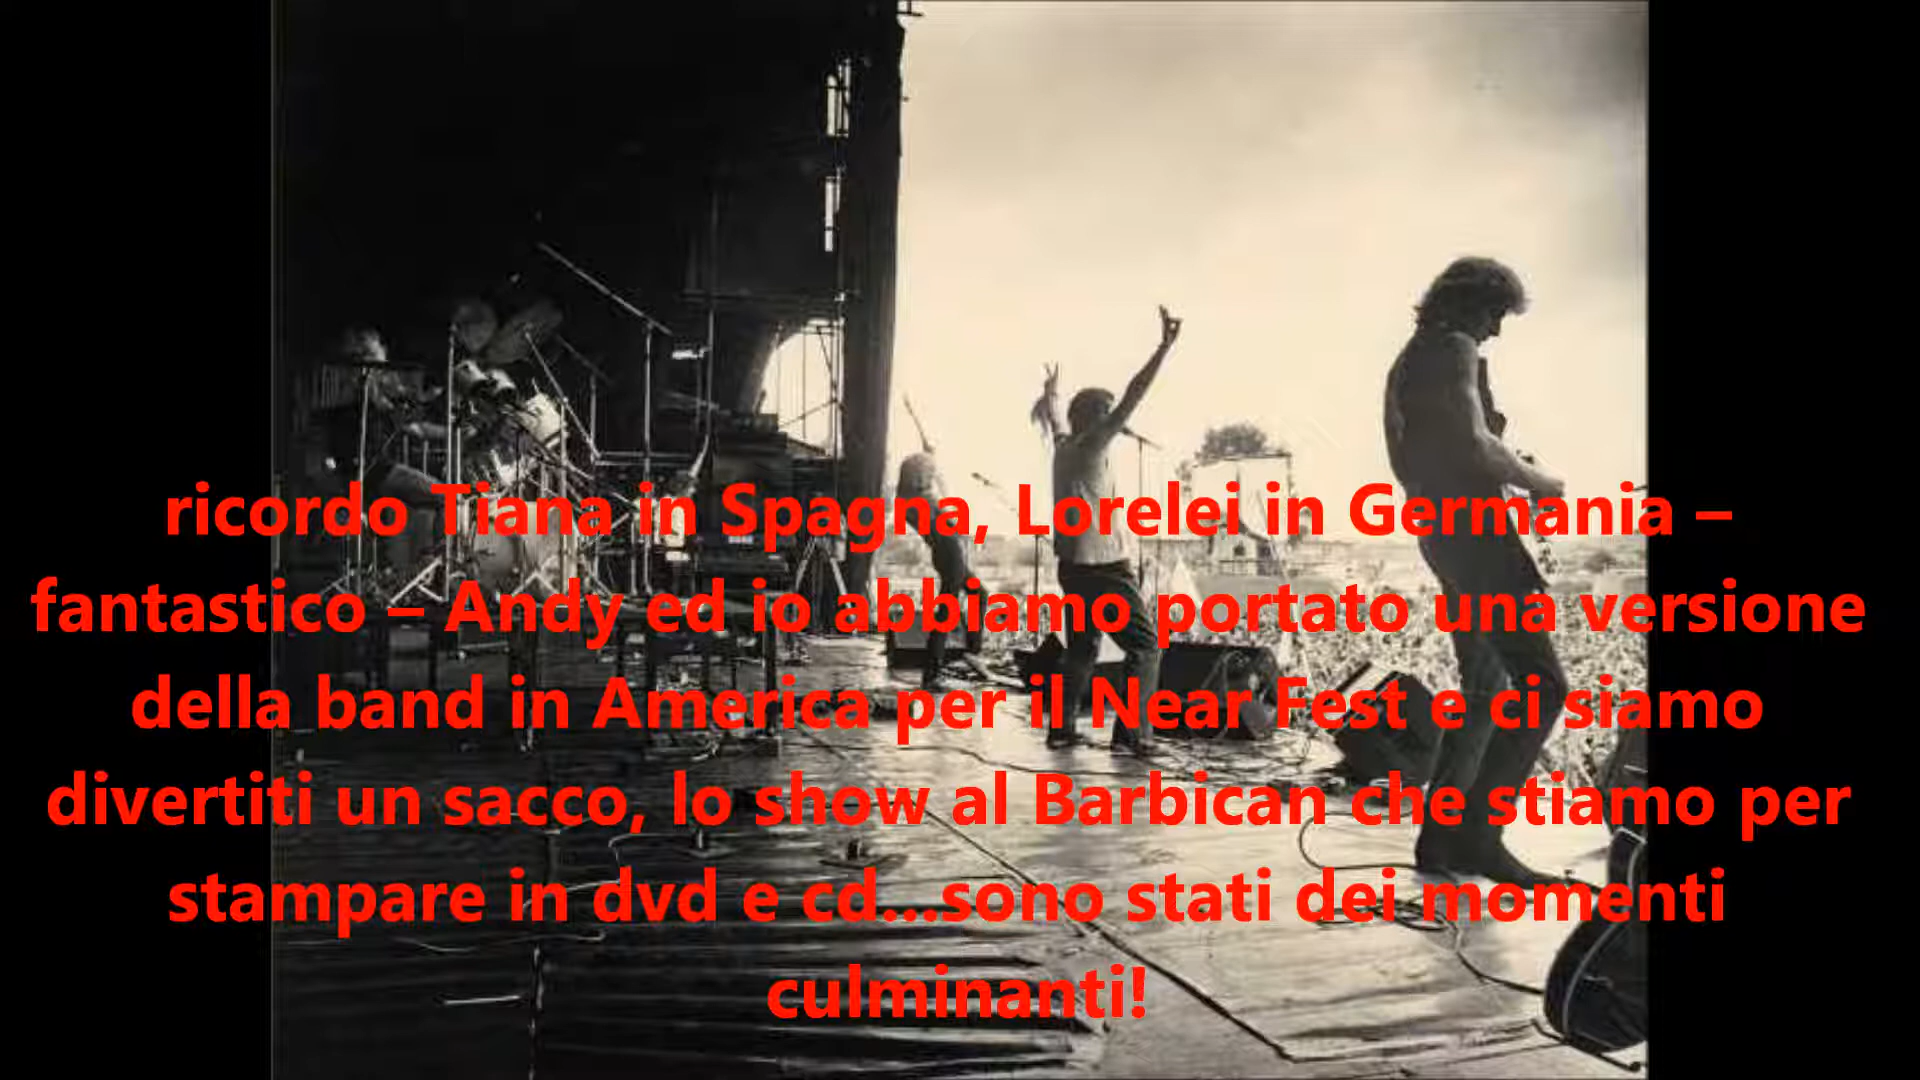 ricordo Tiana in Spagna, Lorelei in Germania –
fantastico – Andy ed io abbiamo portato una versione
della band in America per il Near Fest e ci siamo
divertiti un sacco, lo show al Barbican che stiamo per
stampare in dvd e cd...sono stati dei momenti
culminanti!